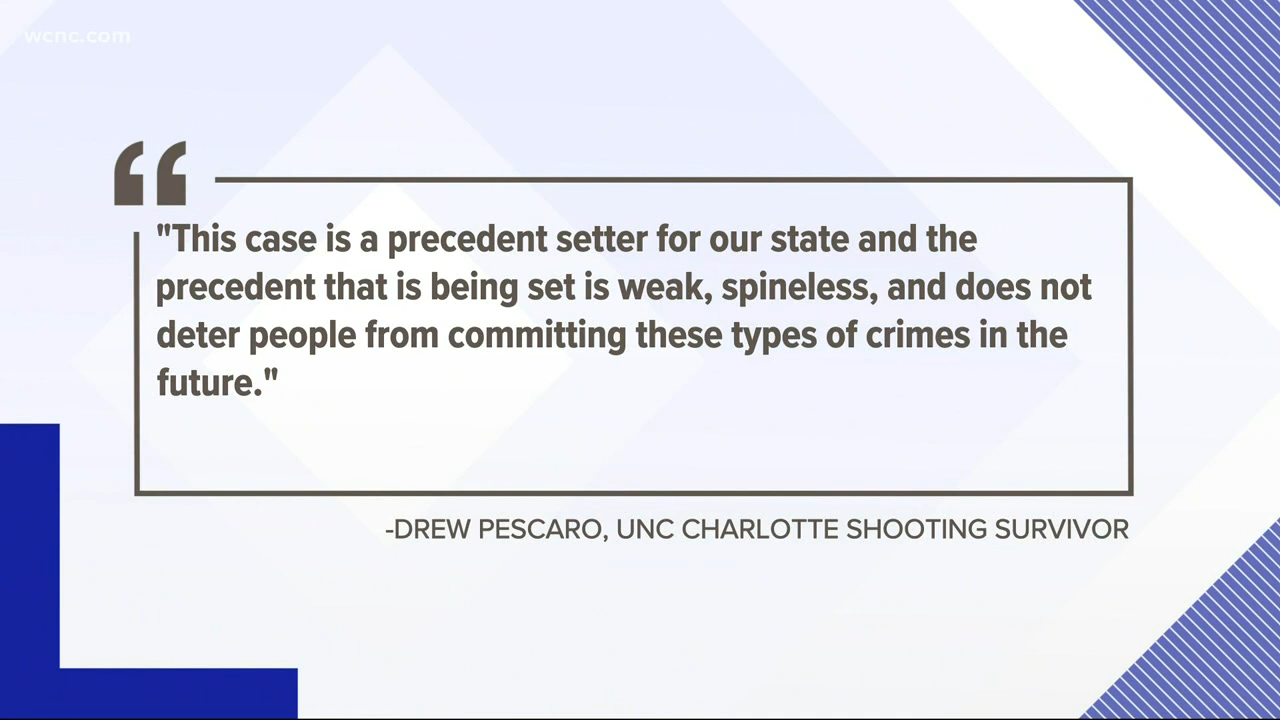 wcnc.com
"This case is a precedent setter for our state and the
precedent that is being set is weak, spineless, and does not
deter people from committing these types of crimes in the
future."
-DREW PESCARO, UNC CHARLOTTE SHOOTING SURVIVOR